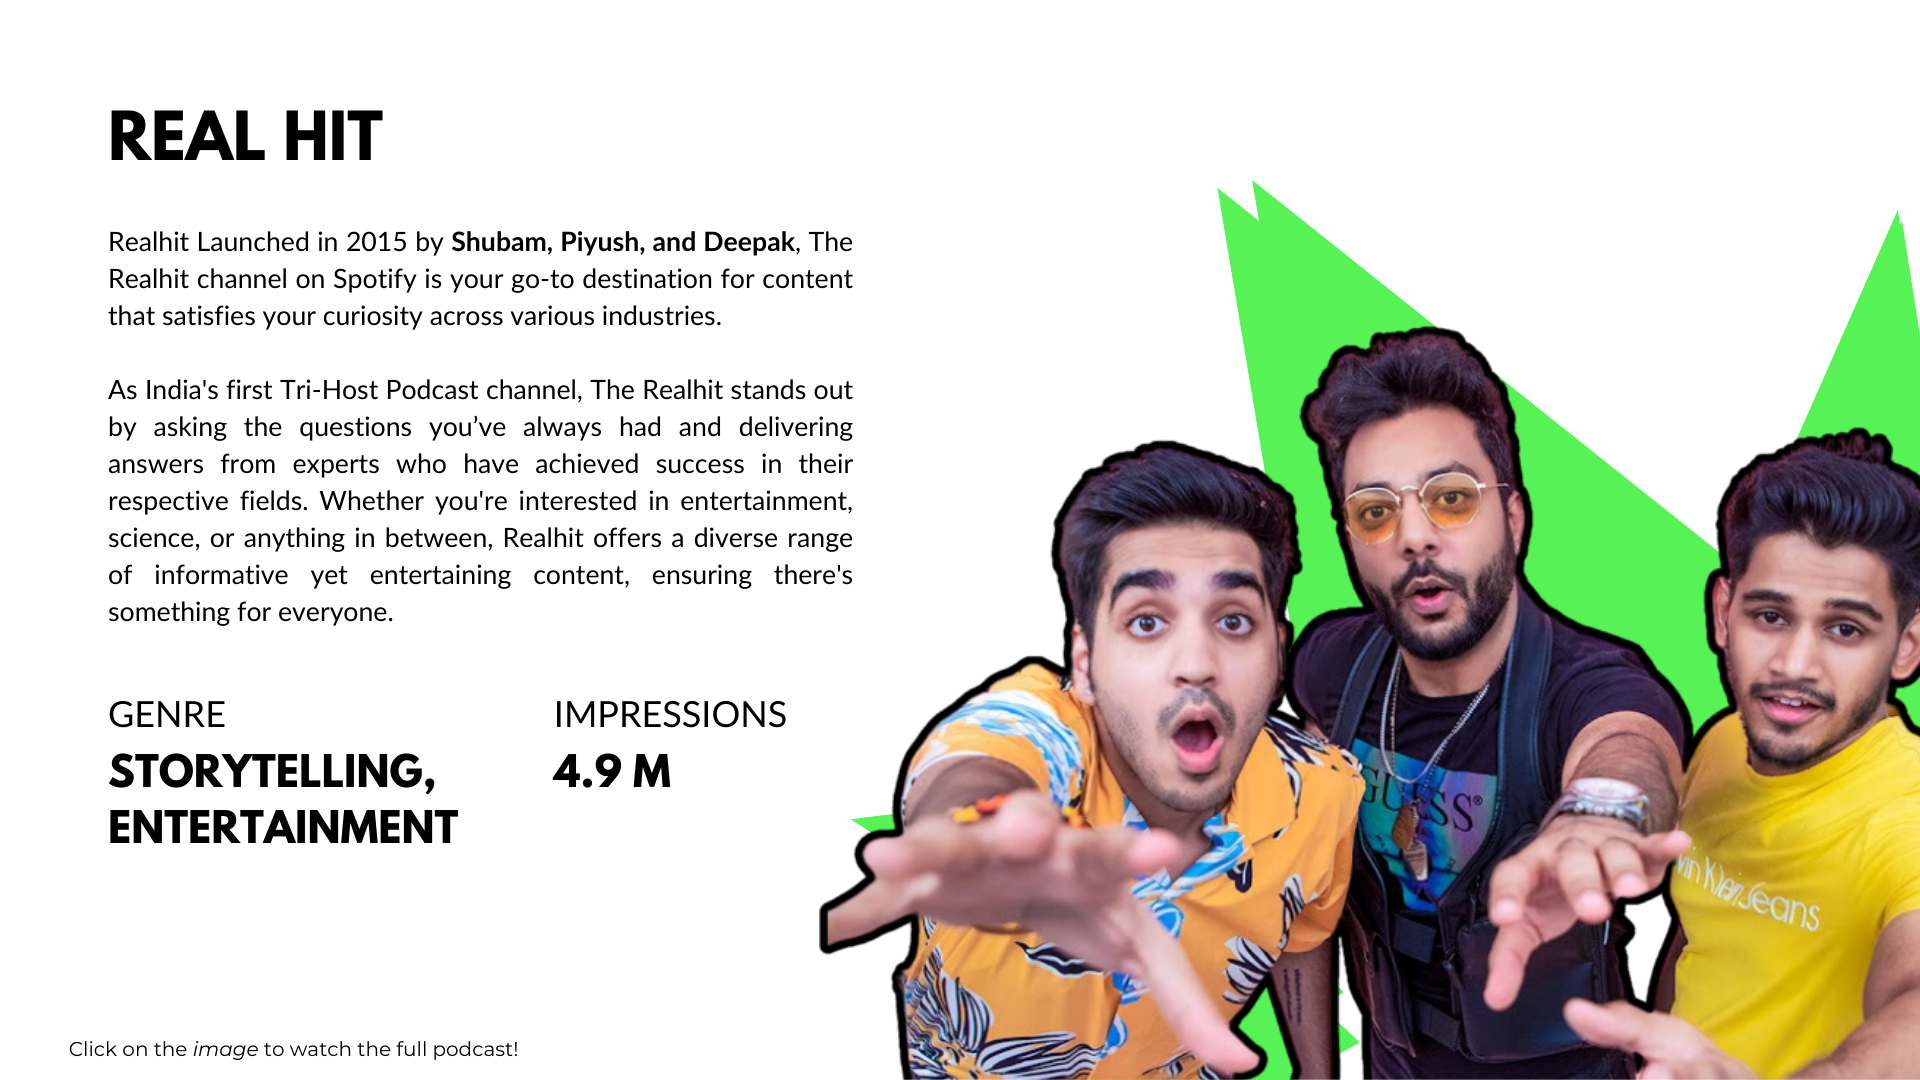 REAL HIT
Realhit Launched in 2015 by Shubam, Piyush, and Deepak, The
Realhit channel on Spotify is your go-to destination for content
that satisfies your curiosity across various industries.
As India's first Tri-Host Podcast channel, The Realhit stands out
by asking the questions you’ve always had and delivering
answers from experts who have achieved success in their
respective fields. Whether you're interested in entertainment,
science, or anything in between, Realhit offers a diverse range
of informative yet entertaining content, ensuring there's
something for everyone.
GENRE
STORYTELLING,
ENTERTAINMENT
IMPRESSIONS
4.9 M
GUESS®
Klein Jeans
Click on the image to watch the full podcast!